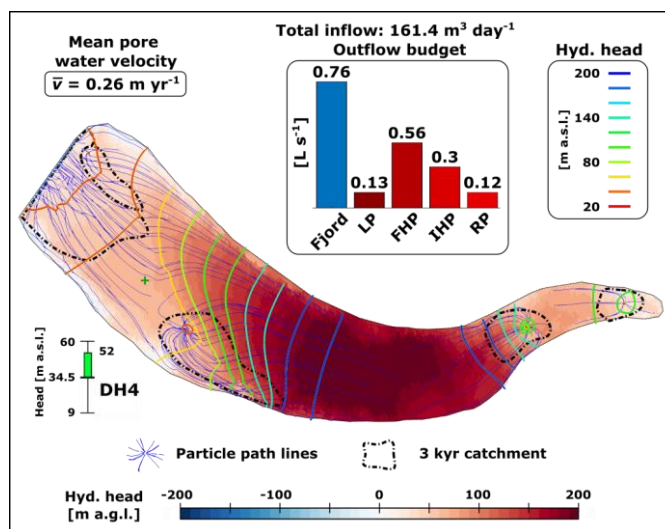 Mean pore
water velocity
v̅ = 0.26 m yr⁻¹
Total inflow: 161.4 m³ day⁻¹
Outflow budget
[L s⁻¹]
0.76
0.13
0.56
0.3
0.12
Fjord
LP
FHP
IHP
RP
Hyd. head
[m a.s.l.]
200
140
80
20
Head [m a.s.l.]
60
52
34.5
9
DH4
Particle path lines
3 kyr catchment
Hyd. head
[m a.g.l.]
-200 -100 0 100 200